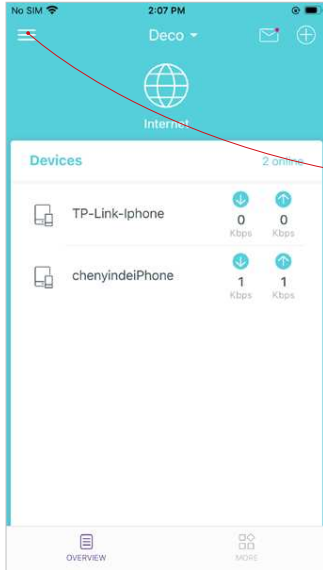 No SIM 2:07 PM
Deco
Internet
Devices 2 online
TP-Link-Iphone
0 0
Kbps Kbps
chenyindeiPhone
1 1
Kbps Kbps
OVERVIEW MORE